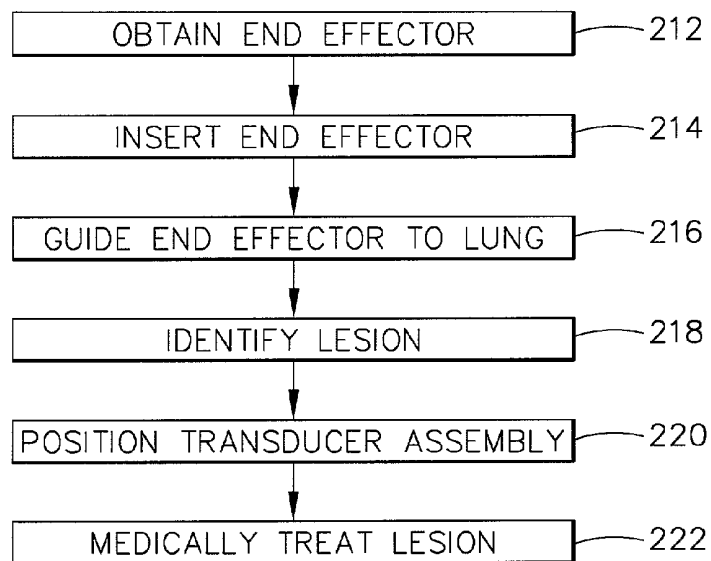 OBTAIN END EFFECTOR 212
INSERT END EFFECTOR 214
GUIDE END EFFECTOR TO LUNG 216
IDENTIFY LESION 218
POSITION TRANSDUCER ASSEMBLY 220
MEDICALLY TREAT LESION 222